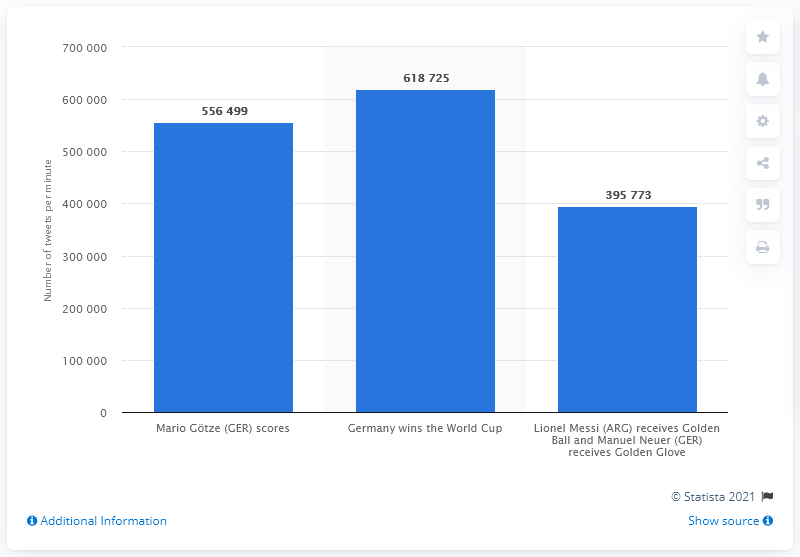 700 000
600 000
500 000
400 000
300 000
200 000
100 000
0
Number of tweets per minute
556 499
618 725
395 773
Mario Götze (GER) scores
Germany wins the World Cup
Lionel Messi (ARG) receives Golden
Ball and Manuel Neuer (GER)
receives Golden Glove
© Statista 2021
Additional Information
Show source